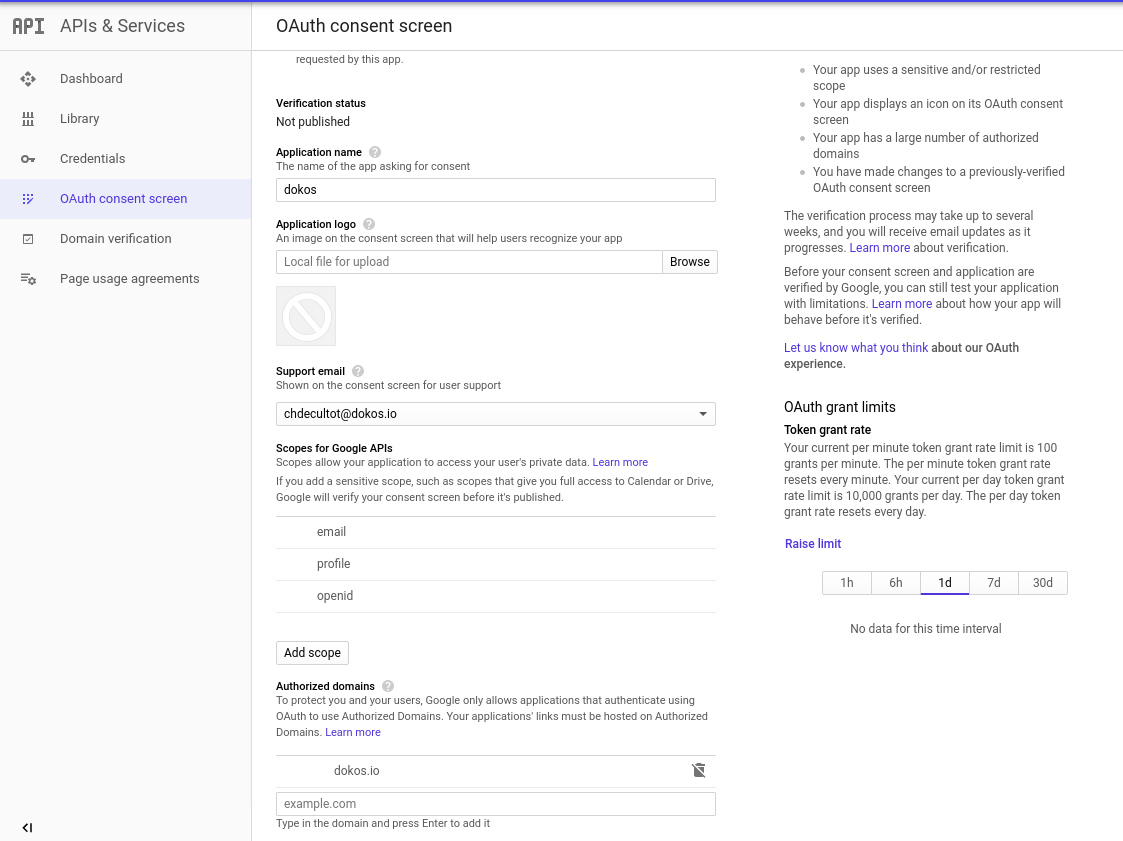 API APIs & Services
Dashboard
Library
Credentials
OAuth consent screen
Domain verification
Page usage agreements
OAuth consent screen
requested by this app.
Verification status
Not published
Application name ?
The name of the app asking for consent
dokos
Application logo ?
An image on the consent screen that will help users recognize your app
Local file for upload Browse
Support email ?
Shown on the consent screen for user support
chdecultot@dokos.io
Scopes for Google APIs
Scopes allow your application to access your user's private data. Learn more
If you add a sensitive scope, such as scopes that give you full access to Calendar or Drive,
Google will verify your consent screen before it's published.
email
profile
openid
Add scope
Authorized domains ?
To protect you and your users, Google only allows applications that authenticate using
OAuth to use Authorized Domains. Your applications' links must be hosted on Authorized
Domains. Learn more
dokos.io
example.com
Type in the domain and press Enter to add it
Your app uses a sensitive and/or restricted
scope
Your app displays an icon on its OAuth consent
screen
Your app has a large number of authorized
domains
You have made changes to a previously-verified
OAuth consent screen
The verification process may take up to several
weeks, and you will receive email updates as it
progresses. Learn more about verification.
Before your consent screen and application are
verified by Google, you can still test your application
with limitations. Learn more about how your app will
behave before it's verified.
Let us know what you think about our OAuth
experience.
OAuth grant limits
Token grant rate
Your current per minute token grant rate limit is 100
grants per minute. The per minute token grant rate
resets every minute. Your current per day token grant
rate limit is 10,000 grants per day. The per day token
grant rate resets every day.
Raise limit
1h 6h 1d 7d 30d
No data for this time interval